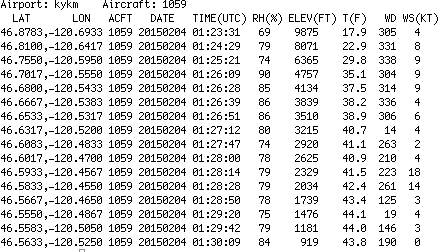 Airport: kykm    Aircraft: 1059
LAT      LON   ACFT   DATE   TIME(UTC) RH(%)  ELEV(FT) T(F)   WD  WS(KT)
46.8783,-120.6933 1059 20150204 01:23:31   69    9875   17.9  305   4
46.8100,-120.6417 1059 20150204 01:24:29   79    8071   22.9  331   8
46.7550,-120.5950 1059 20150204 01:25:21   74    6365   29.8  338   9
46.7017,-120.5550 1059 20150204 01:26:09   90    4757   35.1  304   9
46.6800,-120.5433 1059 20150204 01:26:28   85    4134   37.5  314   9
46.6667,-120.5383 1059 20150204 01:26:39   86    3839   38.2  336   4
46.6533,-120.5350 1059 20150204 01:26:51   86    3510   38.9  306   6
46.6317,-120.5200 1059 20150204 01:27:12   80    3215   40.7   14   4
46.6083,-120.4833 1059 20150204 01:27:47   74    2920   41.1  263   2
46.6017,-120.4700 1059 20150204 01:28:00   78    2625   40.9  210   4
46.5933,-120.4567 1059 20150204 01:28:14   79    2329   41.5  223  18
46.5833,-120.4550 1059 20150204 01:28:28   79    2034   42.4  261  14
46.5667,-120.4650 1059 20150204 01:28:50   78    1739   43.4  125   3
46.5550,-120.4867 1059 20150204 01:29:20   75    1476   44.1   19   4
46.5583,-120.5050 1059 20150204 01:29:42   79    1181   44.0  146   3
46.5633,-120.5250 1059 20150204 01:30:09   84     919   43.8  190   0